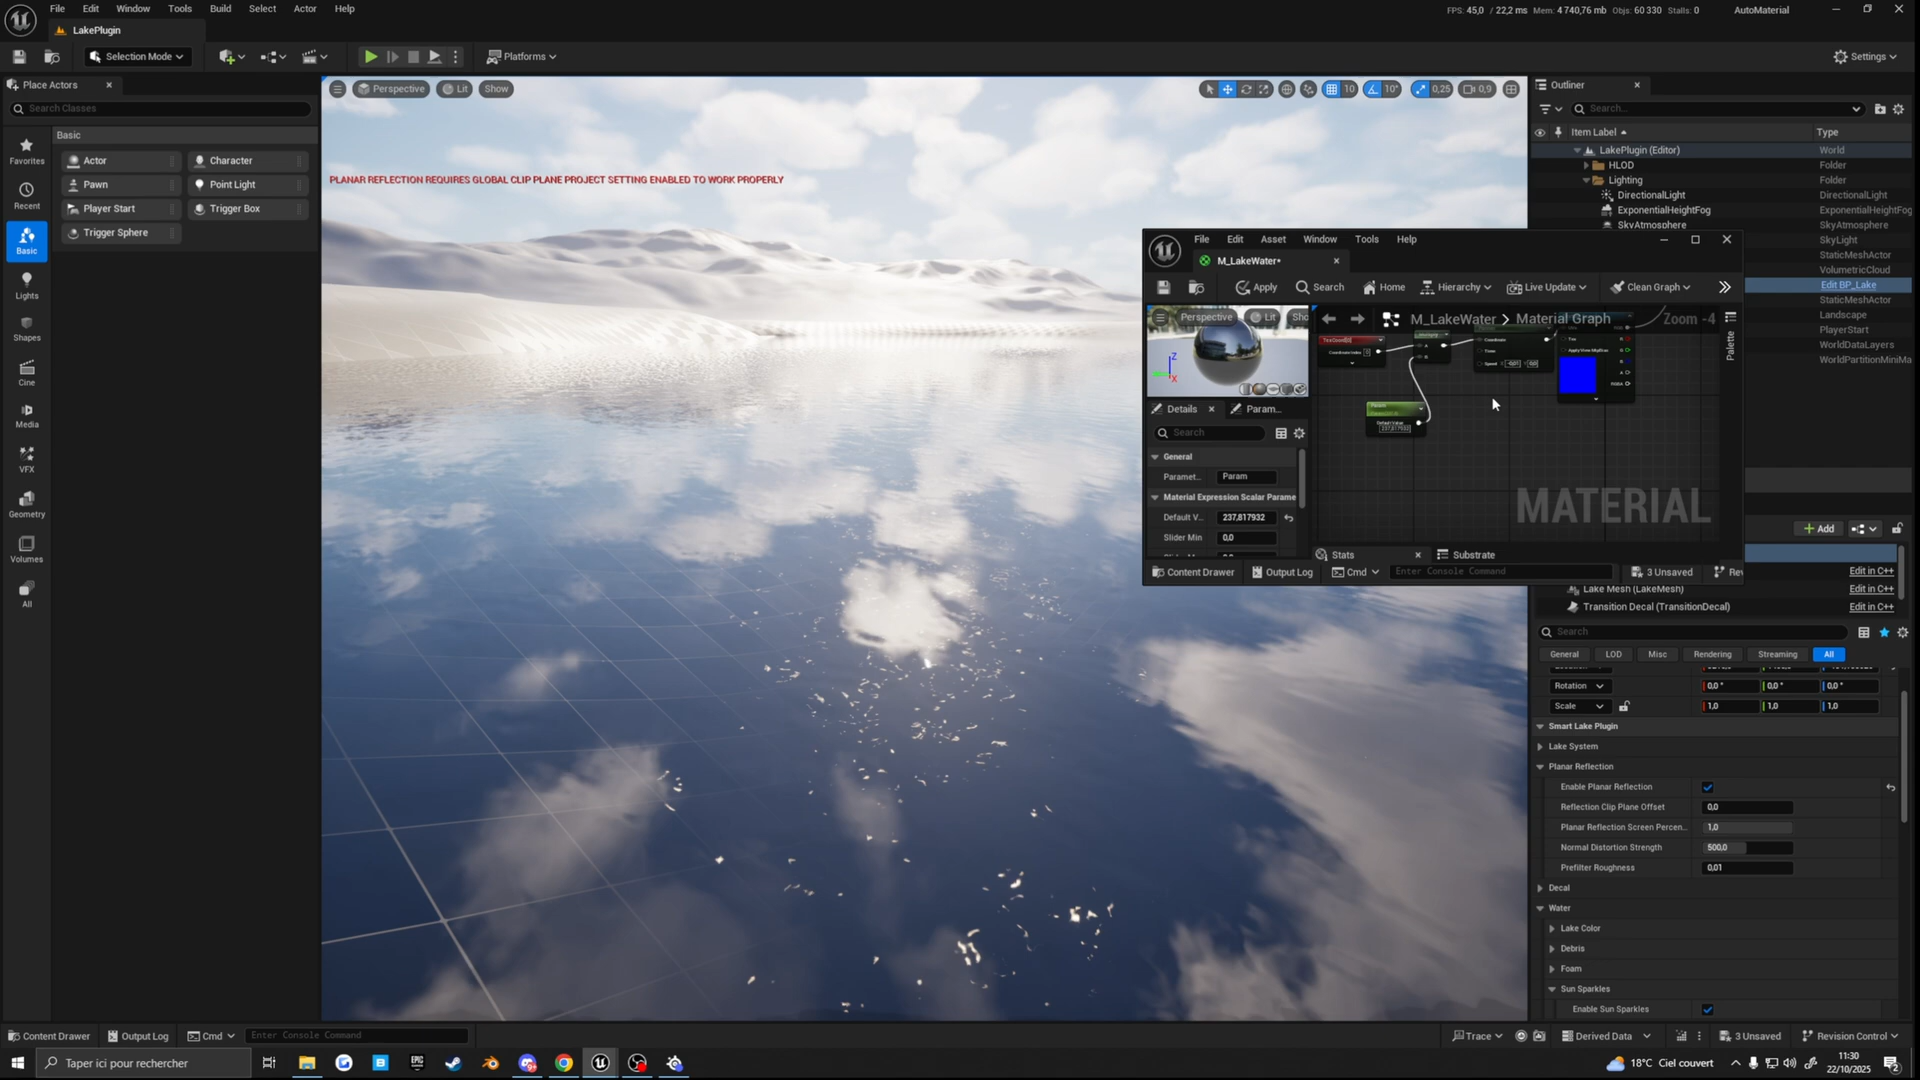 File Edit Window Tools Build Select Actor Help
FPS: 45,0 / 22,2 ms Mem: 4 740,76 mb Objs: 60 330 Stalls: 0 AutoMaterial
LakePlugin
Selection Mode
Platforms
Settings
Place Actors
Search Classes
Favorites
Recent
Basic
Lights
Shapes
Cine
Media
VFX
Geometry
Volumes
All
Basic
Actor Character
Pawn Point Light
Player Start Trigger Box
Trigger Sphere
Perspective Lit Show
10 10° 0,25 0,9
PLANAR REFLECTION REQUIRES GLOBAL CLIP PLANE PROJECT SETTING ENABLED TO WORK PROPERLY
Outliner
Search...
Item Label Type
LakePlugin (Editor) World
HLOD Folder
Lighting Folder
DirectionalLight DirectionalLight
ExponentialHeightFog ExponentialHeightFog
SkyAtmosphere SkyAtmosphere
SkyLight
StaticMeshActor
VolumetricCloud
Edit BP_Lake
StaticMeshActor
Landscape
PlayerStart
WorldDataLayers
WorldPartitionMiniMa
File Edit Asset Window Tools Help
M_LakeWater•
Apply Search Home Hierarchy Live Update Clean Graph
Perspective Lit Sho
M_LakeWater Material Graph Zoom -4
Palette
Details Param...
Search
General
Paramet... Param
Material Expression Scalar Parame
Default V... 237,817932
Slider Min 0,0
MATERIAL
Stats Substrate
Content Drawer Output Log Cmd Enter Console Command 3 Unsaved Rev
Add
Edit in C++
Lake Mesh (LakeMesh) Edit in C++
Transition Decal (TransitionDecal) Edit in C++
Search
General LOD Misc Rendering Streaming All
Rotation 0,0 ° 0,0 ° 0,0 °
Scale 1,0 1,0 1,0
Smart Lake Plugin
Lake System
Planar Reflection
Enable Planar Reflection
Reflection Clip Plane Offset 0,0
Planar Reflection Screen Percen... 1,0
Normal Distortion Strength 500,0
Prefilter Roughness 0,01
Decal
Water
Lake Color
Debris
Foam
Sun Sparkles
Enable Sun Sparkles
Content Drawer Output Log Cmd Enter Console Command Trace Derived Data 3 Unsaved Revision Control
Taper ici pour rechercher
18°C Ciel couvert
11:30
22/10/2025